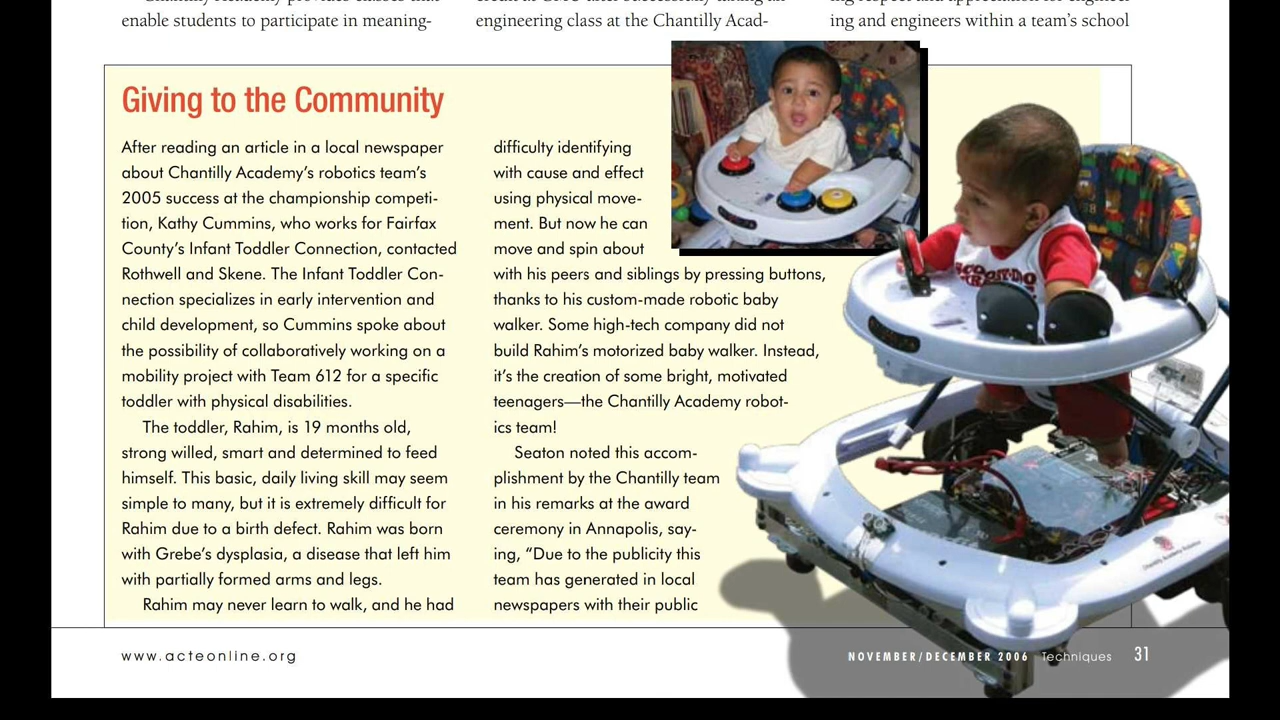 enable students to participate in meaning-
engineering class at the Chantilly Acad-
ing and engineers within a team's school
Giving to the Community
After reading an article in a local newspaper
about Chantilly Academy's robotics team's
2005 success at the championship competi-
tion, Kathy Cummins, who works for Fairfax
County's Infant Toddler Connection, contacted
Rothwell and Skene. The Infant Toddler Con-
nection specializes in early intervention and
child development, so Cummins spoke about
the possibility of collaboratively working on a
mobility project with Team 612 for a specific
toddler with physical disabilities.
The toddler, Rahim, is 19 months old,
strong willed, smart and determined to feed
himself. This basic, daily living skill may seem
simple to many, but it is extremely difficult for
Rahim due to a birth defect. Rahim was born
with Grebe's dysplasia, a disease that left him
with partially formed arms and legs.
Rahim may never learn to walk, and he had
difficulty identifying
with cause and effect
using physical move-
ment. But now he can
move and spin about
with his peers and siblings by pressing buttons,
thanks to his custom-made robotic baby
walker. Some high-tech company did not
build Rahim's motorized baby walker. Instead,
it's the creation of some bright, motivated
teenagers—the Chantilly Academy robot-
ics team!
Seaton noted this accom-
plishment by the Chantilly team
in his remarks at the award
ceremony in Annapolis, say-
ing, “Due to the publicity this
team has generated in local
newspapers with their public
www.acteonline.org
NOVEMBER/DECEMBER 2006 Techniques 31